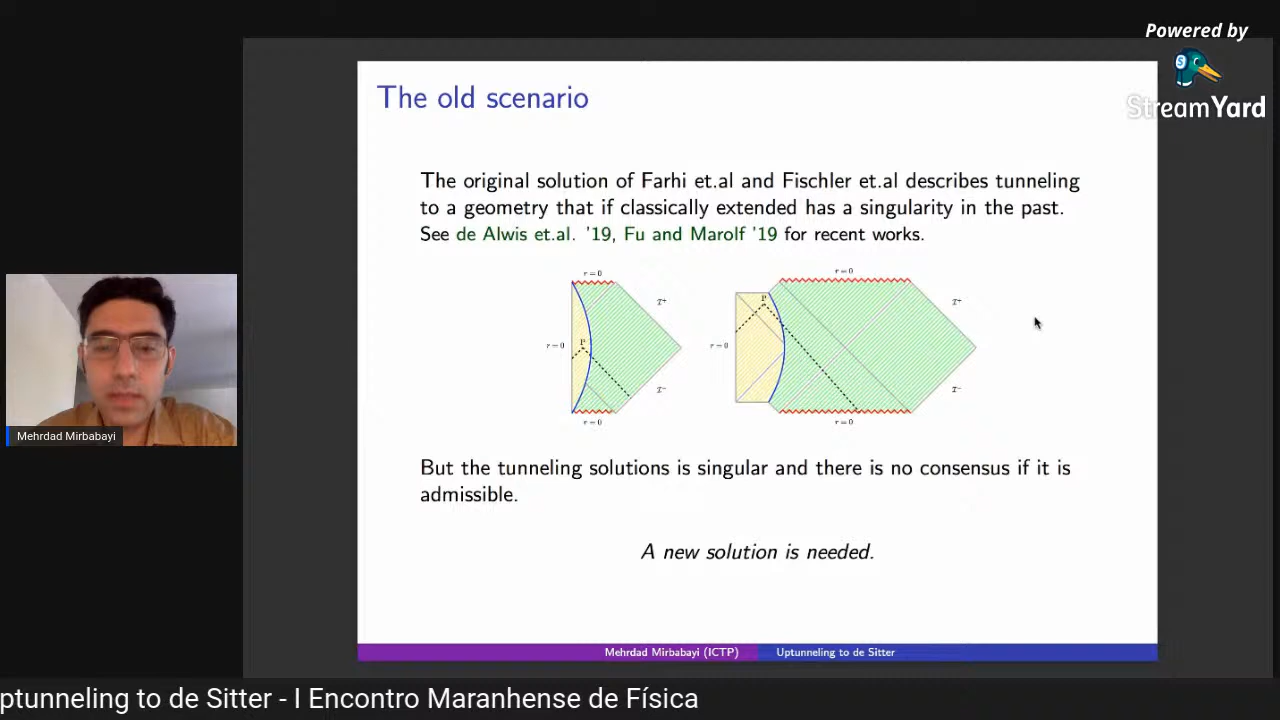 Powered by
StreamYard
The old scenario
The original solution of Farhi et.al and Fischler et.al describes tunneling
to a geometry that if classically extended has a singularity in the past.
See de Alwis et.al. '19, Fu and Marolf '19 for recent works.
r = 0
r = 0
P
r = 0
P
r = 0
r = 0
r = 0
But the tunneling solutions is singular and there is no consensus if it is
admissible.
A new solution is needed.
Mehrdad Mirbabayi
Mehrdad Mirbabayi (ICTP)
Uptunneling to de Sitter
ptunneling to de Sitter - I Encontro Maranhense de Física